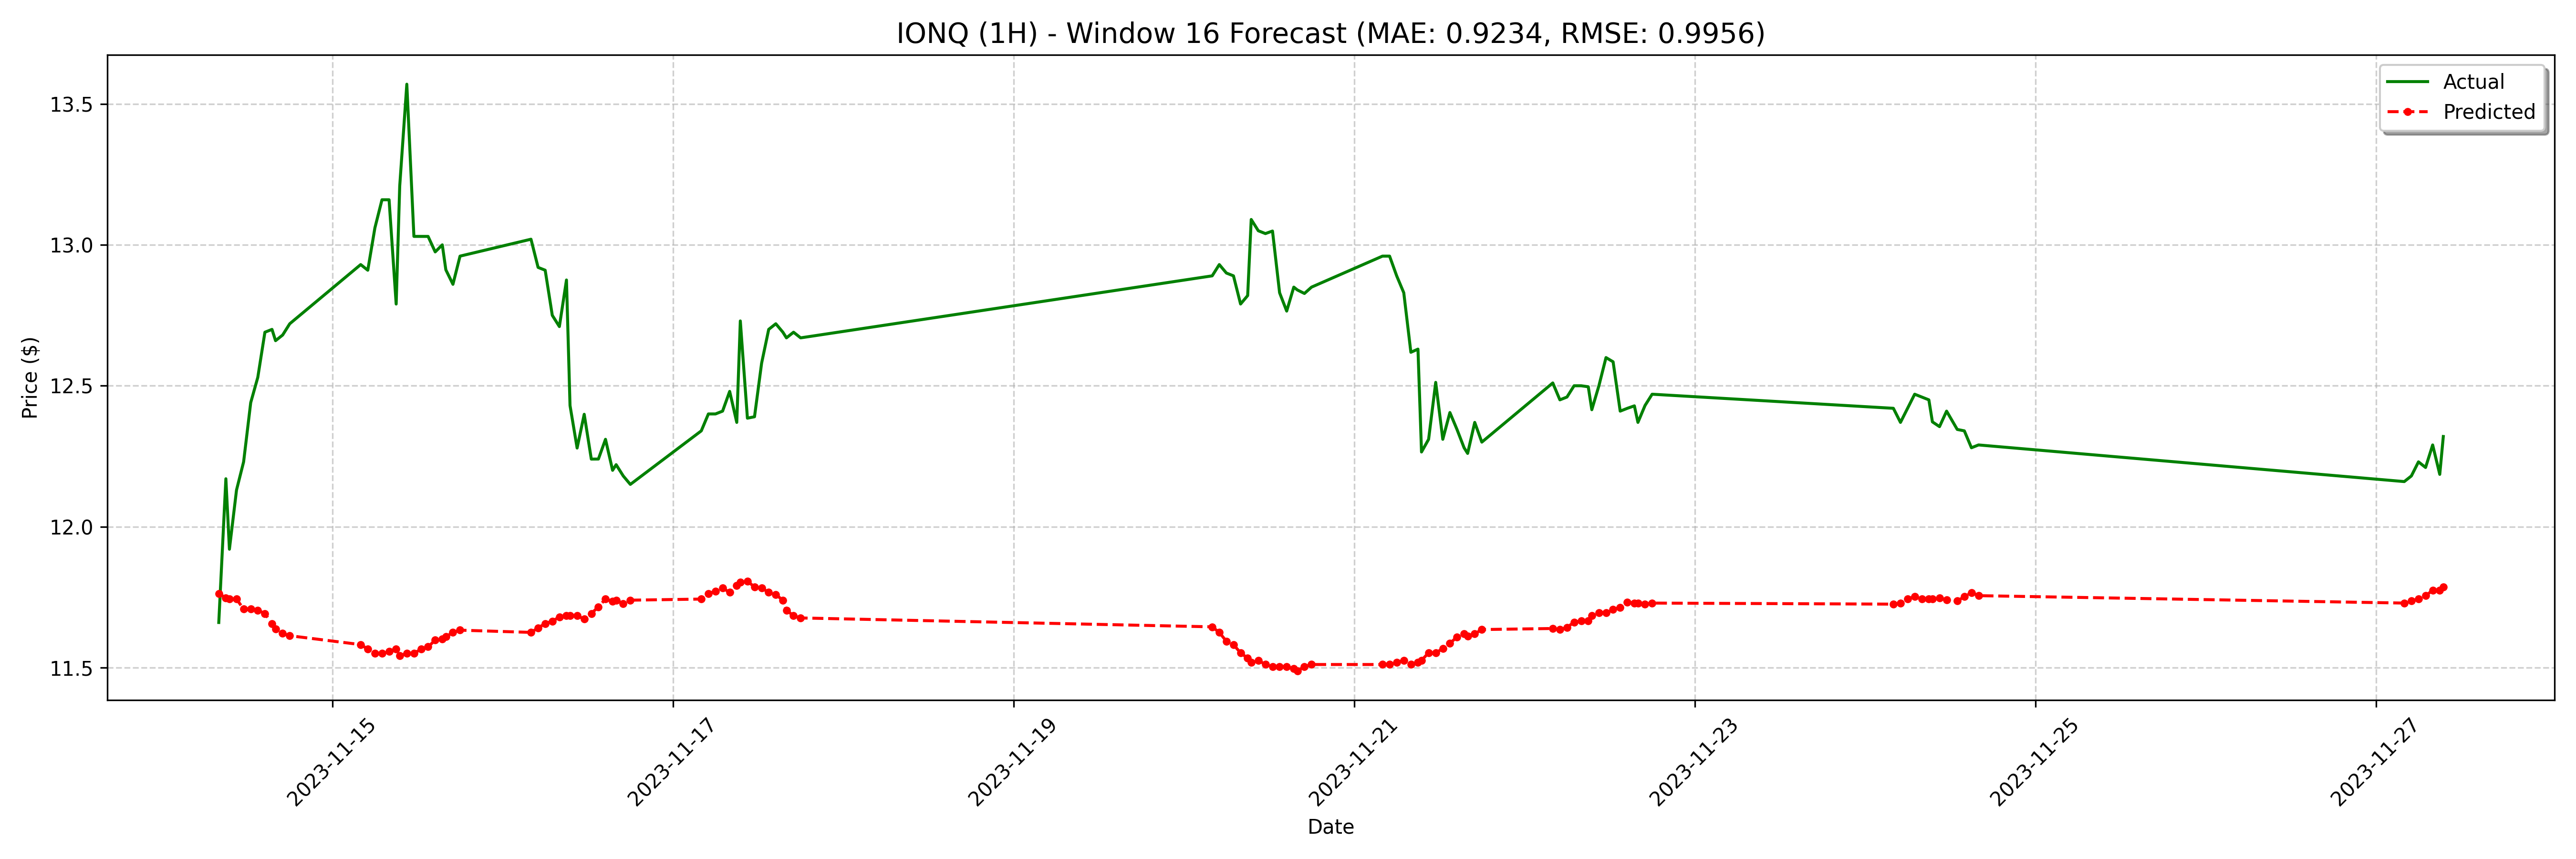 IONQ (1H) - Window 16 Forecast (MAE: 0.9234, RMSE: 0.9956)
Actual
Predicted
Price ($)
13.5
13.0
12.5
12.0
11.5
2023-11-15
2023-11-17
2023-11-19
2023-11-21
2023-11-23
2023-11-25
2023-11-27
Date